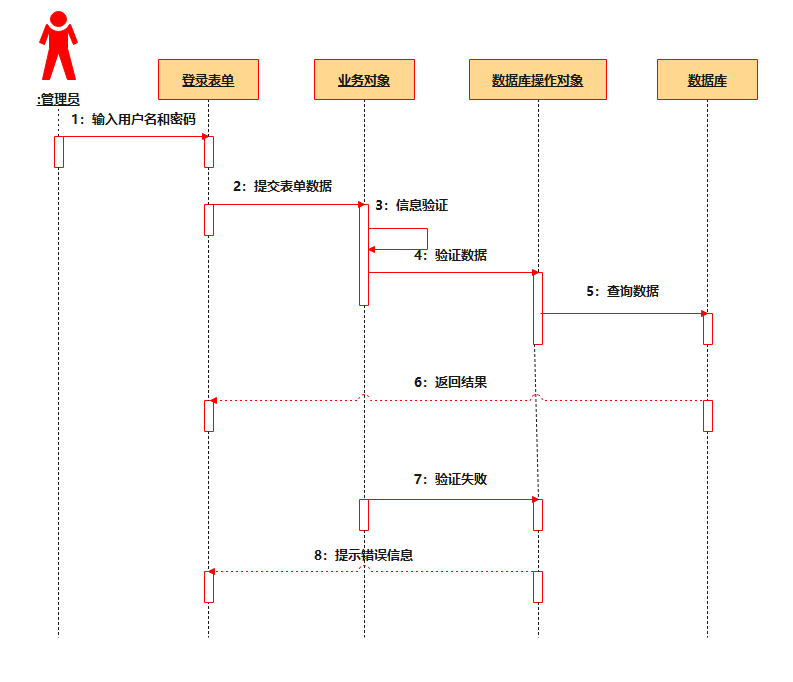 登录表单
业务对象
数据库操作对象
数据库
:管理员
1：输入用户名和密码
2：提交表单数据
3：信息验证
4：验证数据
5：查询数据
6：返回结果
7：验证失败
8：提示错误信息